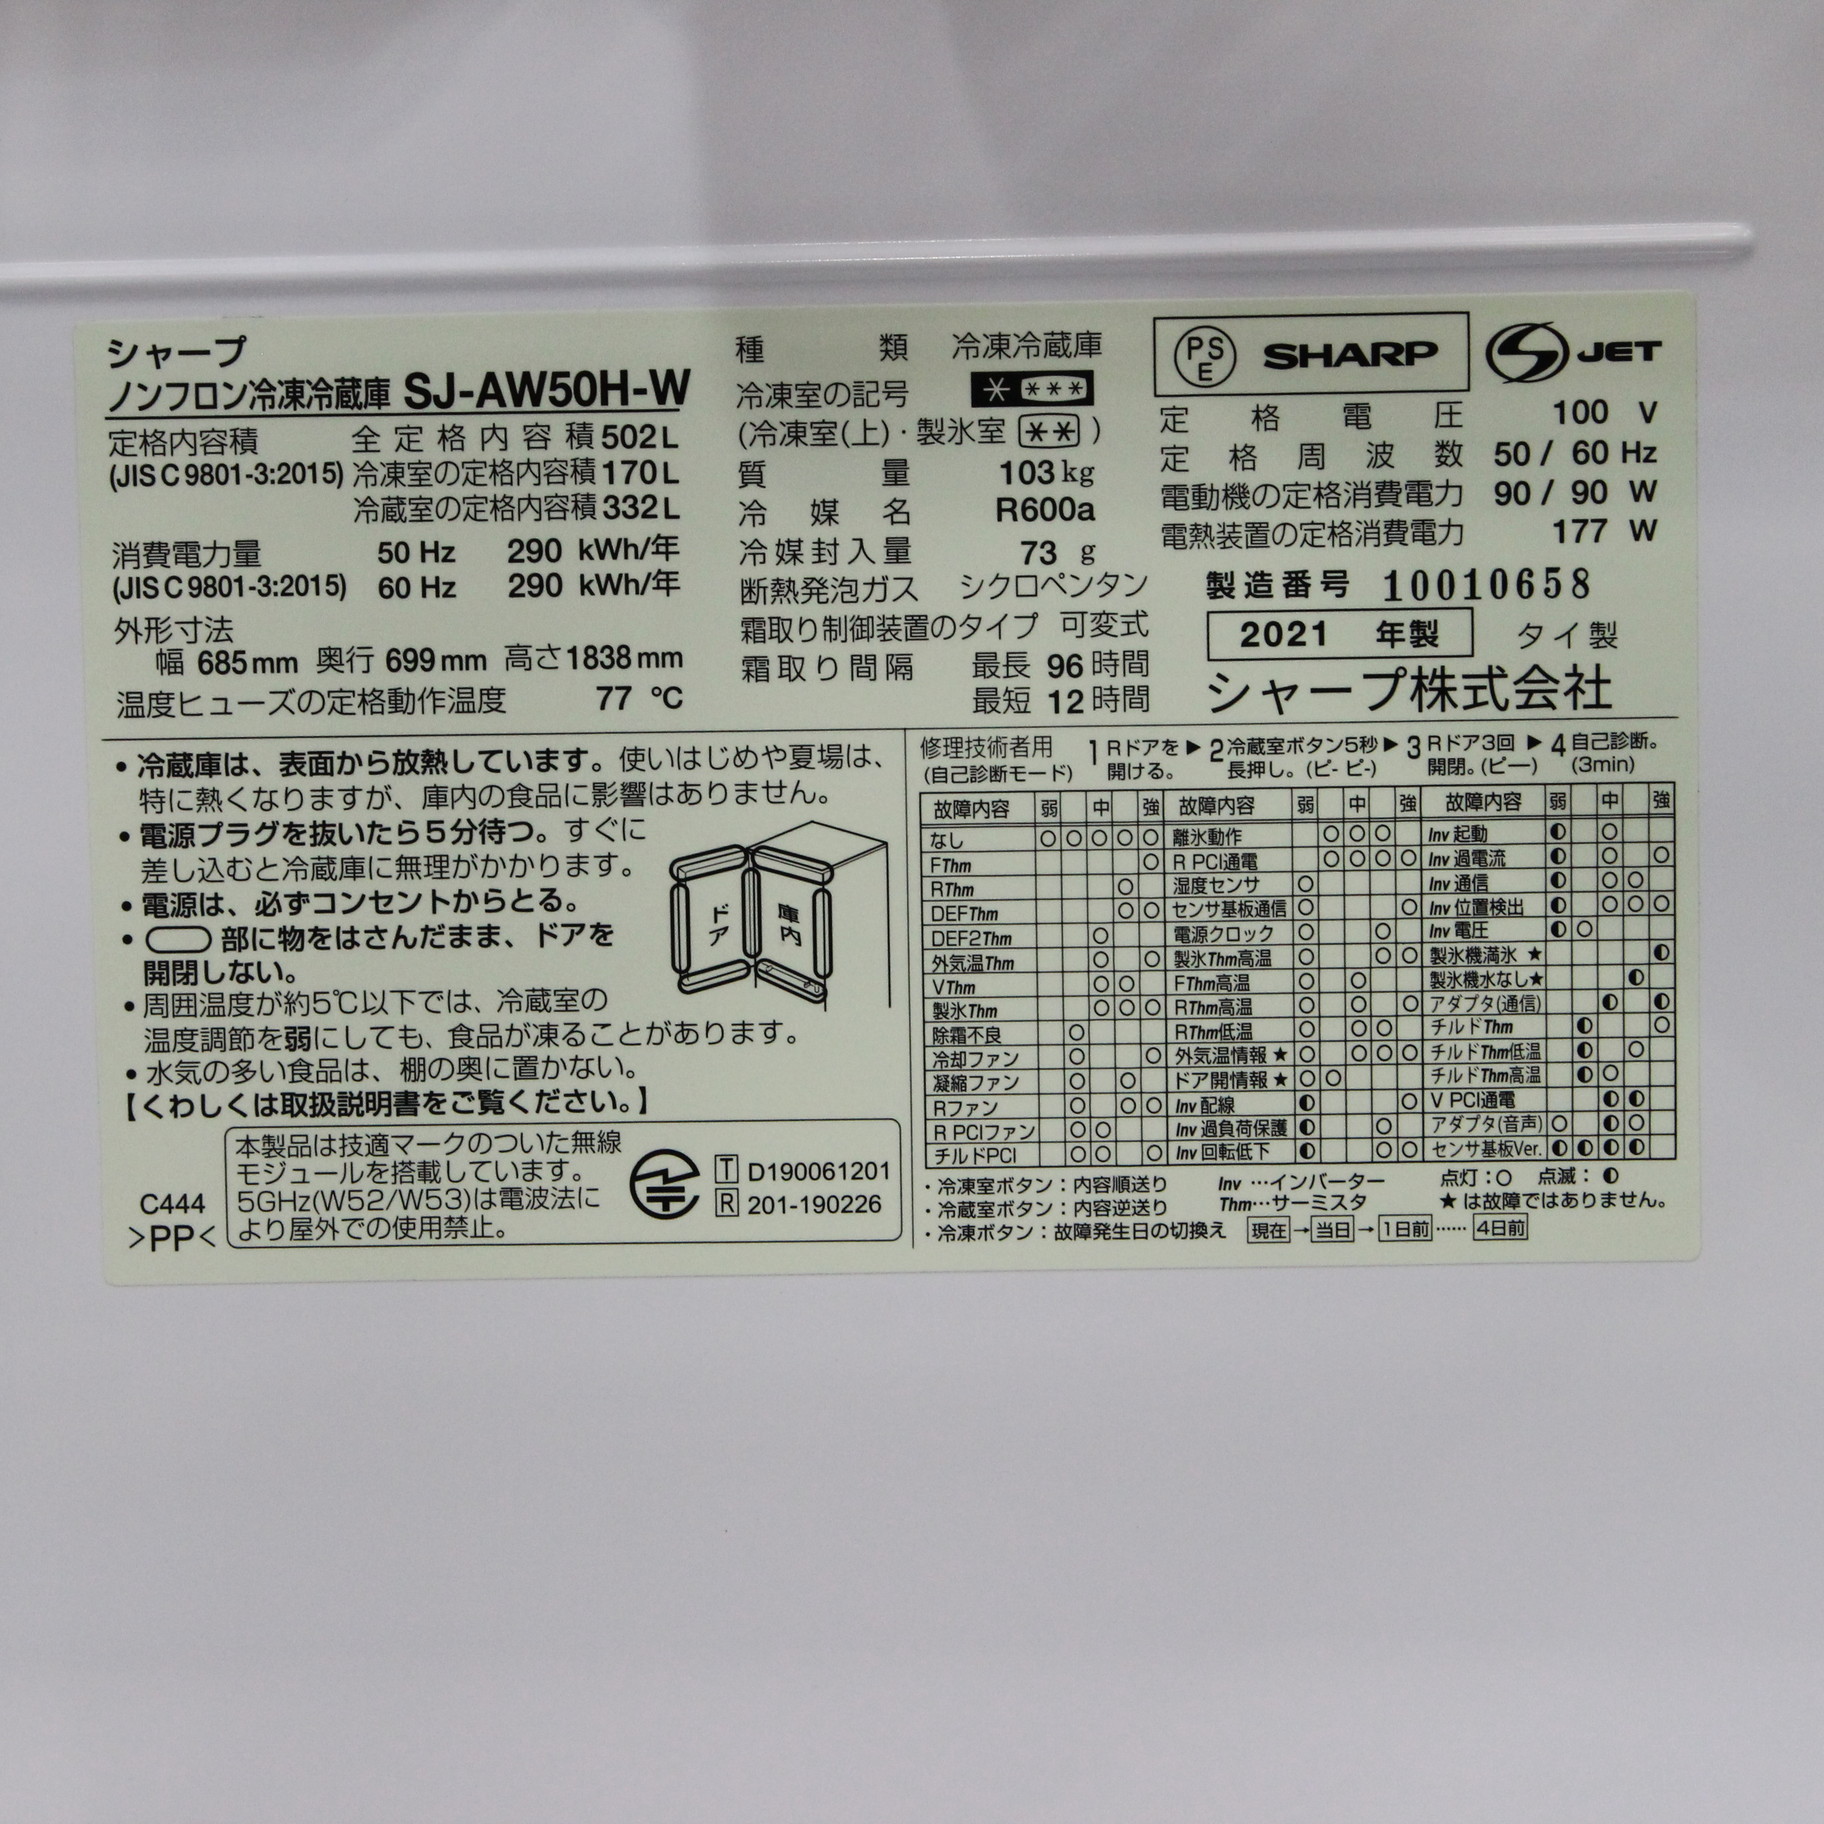 シャープ
ノンフロン冷凍冷蔵庫 SJ-AW50H-W
定格内容積 全定格内容積 502L
(JIS C 9801-3:2015) 冷凍室の定格内容積 170L
冷蔵室の定格内容積 332L
消費電力量 50 Hz 290 kWh/年
(JIS C 9801-3:2015) 60 Hz 290 kWh/年
外形寸法
幅 685mm 奥行 699mm 高さ1838mm
温度ヒューズの定格動作温度 77 ℃
種類 冷凍冷蔵庫
冷凍室の記号 * ***
(冷凍室(上)・製氷室 ** )
質量 103kg
冷媒名 R600a
冷媒封入量 73 g
断熱発泡ガス シクロペンタン
霜取り制御装置のタイプ 可変式
霜取り間隔 最長 96 時間
最短 12 時間
PSE SHARP S JET
定格電圧 100 V
定格周波数 50 / 60 Hz
電動機の定格消費電力 90 / 90 W
電熱装置の定格消費電力 177 W
製造番号 10010658
2021 年製 タイ製
シャープ株式会社
• 冷蔵庫は、表面から放熱しています。使いはじめや夏場は、
特に熱くなりますが、庫内の食品に影響はありません。
• 電源プラグを抜いたら5分待つ。すぐに
差し込むと冷蔵庫に無理がかかります。
• 電源は、必ずコンセントからとる。
• 部に物をはさんだまま、ドアを
開閉しない。
• 周囲温度が約5℃以下では、冷蔵室の
温度調節を弱にしても、食品が凍ることがあります。
• 水気の多い食品は、棚の奥に置かない。
【くわしくは取扱説明書をご覧ください。】
ドア 庫内
C444
>PP<
本製品は技適マークのついた無線
モジュールを搭載しています。
5GHz(W52/W53)は電波法に
より屋外での使用禁止。
T D190061201
R 201-190226
修理技術者用 1 Rドアを ▶ 2 冷蔵室ボタン5秒 ▶ 3 Rドア3回 ▶ 4 自己診断。
(自己診断モード) 開ける。 長押し。(ピ- ピ-) 開閉。(ピー) (3min)
故障内容 弱 中 強 故障内容 弱 中 強 故障内容 弱 中 強
なし ○ ○ ○ ○ ○ 離氷動作 ○ ○ ○ Inv 起動 ◐ ○
FThm ○ R PCI通電 ○ ○ ○ ○ Inv 過電流 ◐ ○ ○
RThm ○ 湿度センサ ○ Inv 通信 ◐ ○ ○
DEFThm ○ ○ センサ基板通信 ○ ○ Inv 位置検出 ◐ ○ ○ ○
DEF2Thm ○ 電源クロック ○ ○ Inv 電圧 ◐ ○
外気温Thm ○ ○ 製氷Thm高温 ○ ○ ○ 製氷機満氷 ★ ◐
VThm ○ ○ FThm高温 ○ ○ 製氷機水なし★ ◐
製氷Thm ○ ○ ○ RThm高温 ○ ○ ○ アダプタ(通信) ◐ ◐
除霜不良 ○ RThm低温 ○ ○ ○ チルドThm ◐ ○
冷却ファン ○ ○ 外気温情報 ★ ○ ○ ○ ○ チルドThm低温 ◐ ○
凝縮ファン ○ ○ ドア開情報 ★ ○ ○ チルドThm高温 ◐ ○
Rファン ○ ○ ○ Inv 配線 ◐ ○ V PCI通電 ◐ ◐
R PCIファン ○ ○ Inv 過負荷保護 ◐ ○ アダプタ(音声) ○ ◐ ○
チルドPCI ○ ○ ○ Inv 回転低下 ◐ ○ ○ センサ基板Ver. ◐ ◐ ◐ ◐
・冷凍室ボタン：内容順送り Inv …インバーター 点灯：○ 点滅：◐
・冷蔵室ボタン：内容逆送り Thm…サーミスタ ★は故障ではありません。
・冷凍ボタン：故障発生日の切換え 現在→当日→1日前……4日前